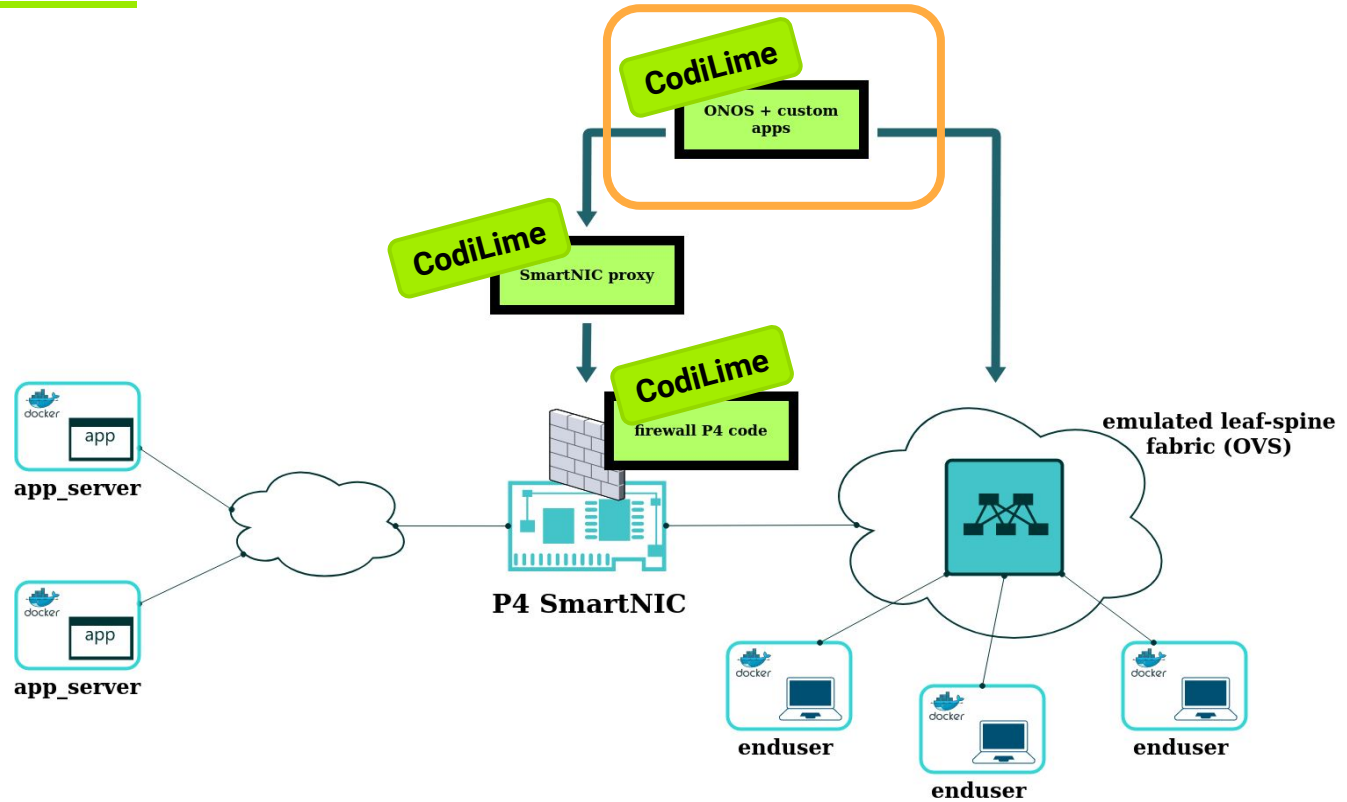 CodiLime
ONOS + custom
apps
CodiLime
SmartNIC proxy
CodiLime
firewall P4 code
docker
app
app_server
docker
app
app_server
P4 SmartNIC
emulated leaf-spine
fabric (OVS)
docker
enduser
docker
enduser
docker
enduser